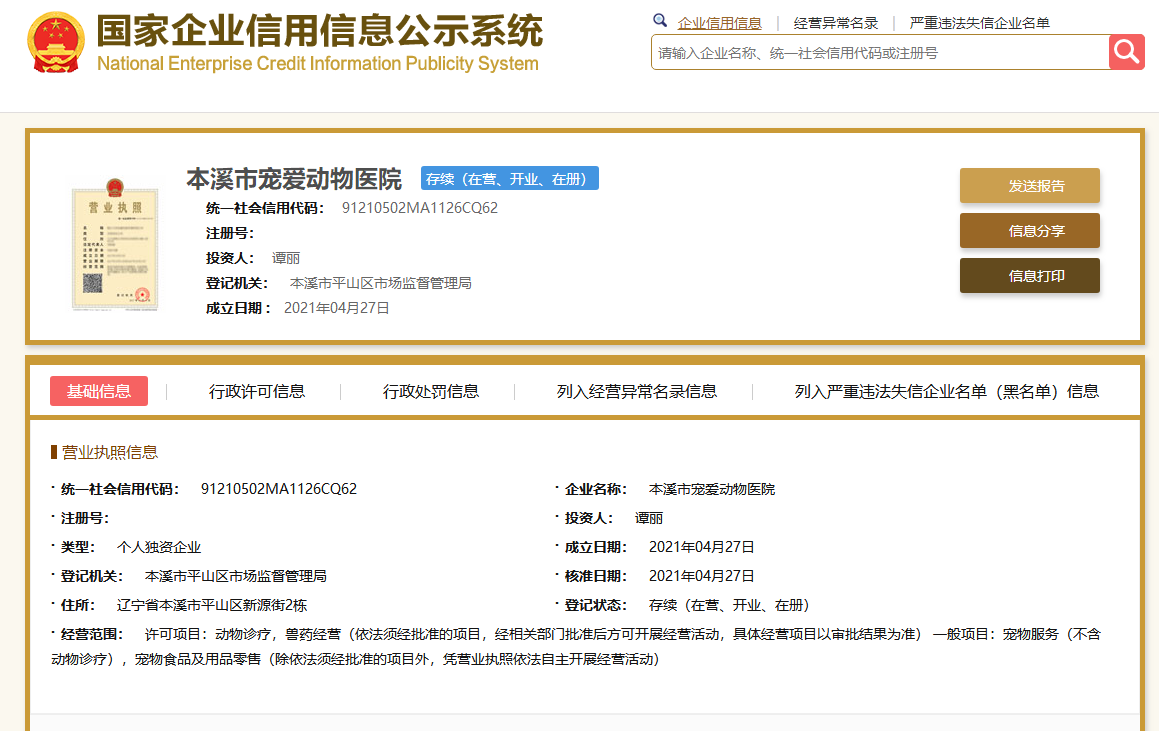 国家企业信用信息公示系统
National Enterprise Credit Information Publicity System
企业信用信息 | 经营异常名录 | 严重违法失信企业名单
请输入企业名称、统一社会信用代码或注册号
营业执照
本溪市宠爱动物医院 存续（在营、开业、在册）
统一社会信用代码： 91210502MA1126CQ62
注册号：
投资人： 谭丽
登记机关： 本溪市平山区市场监督管理局
成立日期： 2021年04月27日
发送报告
信息分享
信息打印
基础信息 | 行政许可信息 | 行政处罚信息 | 列入经营异常名录信息 | 列入严重违法失信企业名单（黑名单）信息
营业执照信息
· 统一社会信用代码： 91210502MA1126CQ62 · 企业名称： 本溪市宠爱动物医院
· 注册号： · 投资人： 谭丽
· 类型： 个人独资企业 · 成立日期： 2021年04月27日
· 登记机关： 本溪市平山区市场监督管理局 · 核准日期： 2021年04月27日
· 住所： 辽宁省本溪市平山区新源街2栋 · 登记状态： 存续（在营、开业、在册）
· 经营范围： 许可项目：动物诊疗，兽药经营（依法须经批准的项目，经相关部门批准后方可开展经营活动，具体经营项目以审批结果为准） 一般项目：宠物服务（不含
动物诊疗），宠物食品及用品零售（除依法须经批准的项目外，凭营业执照依法自主开展经营活动）